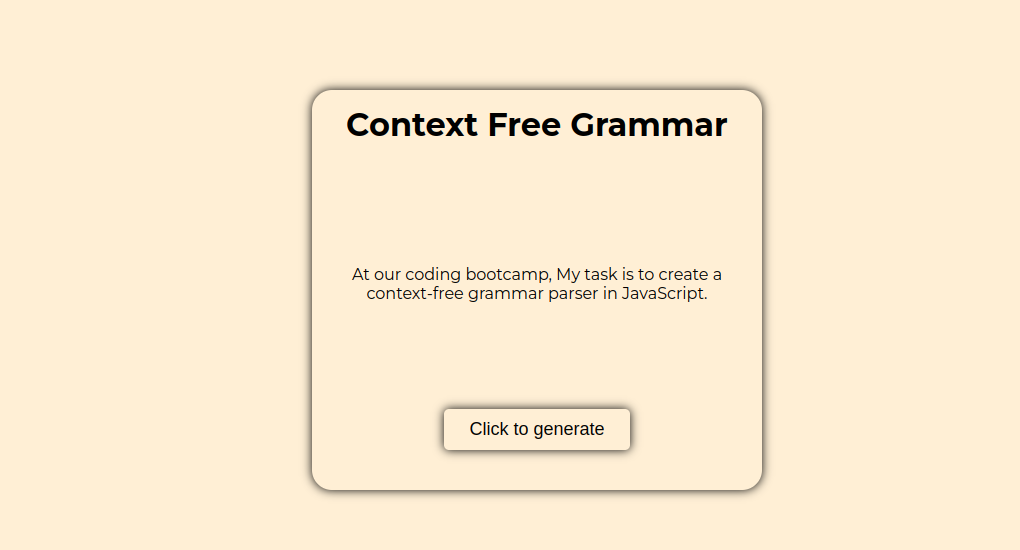 Context Free Grammar
At our coding bootcamp, My task is to create a
context-free grammar parser in JavaScript.
Click to generate